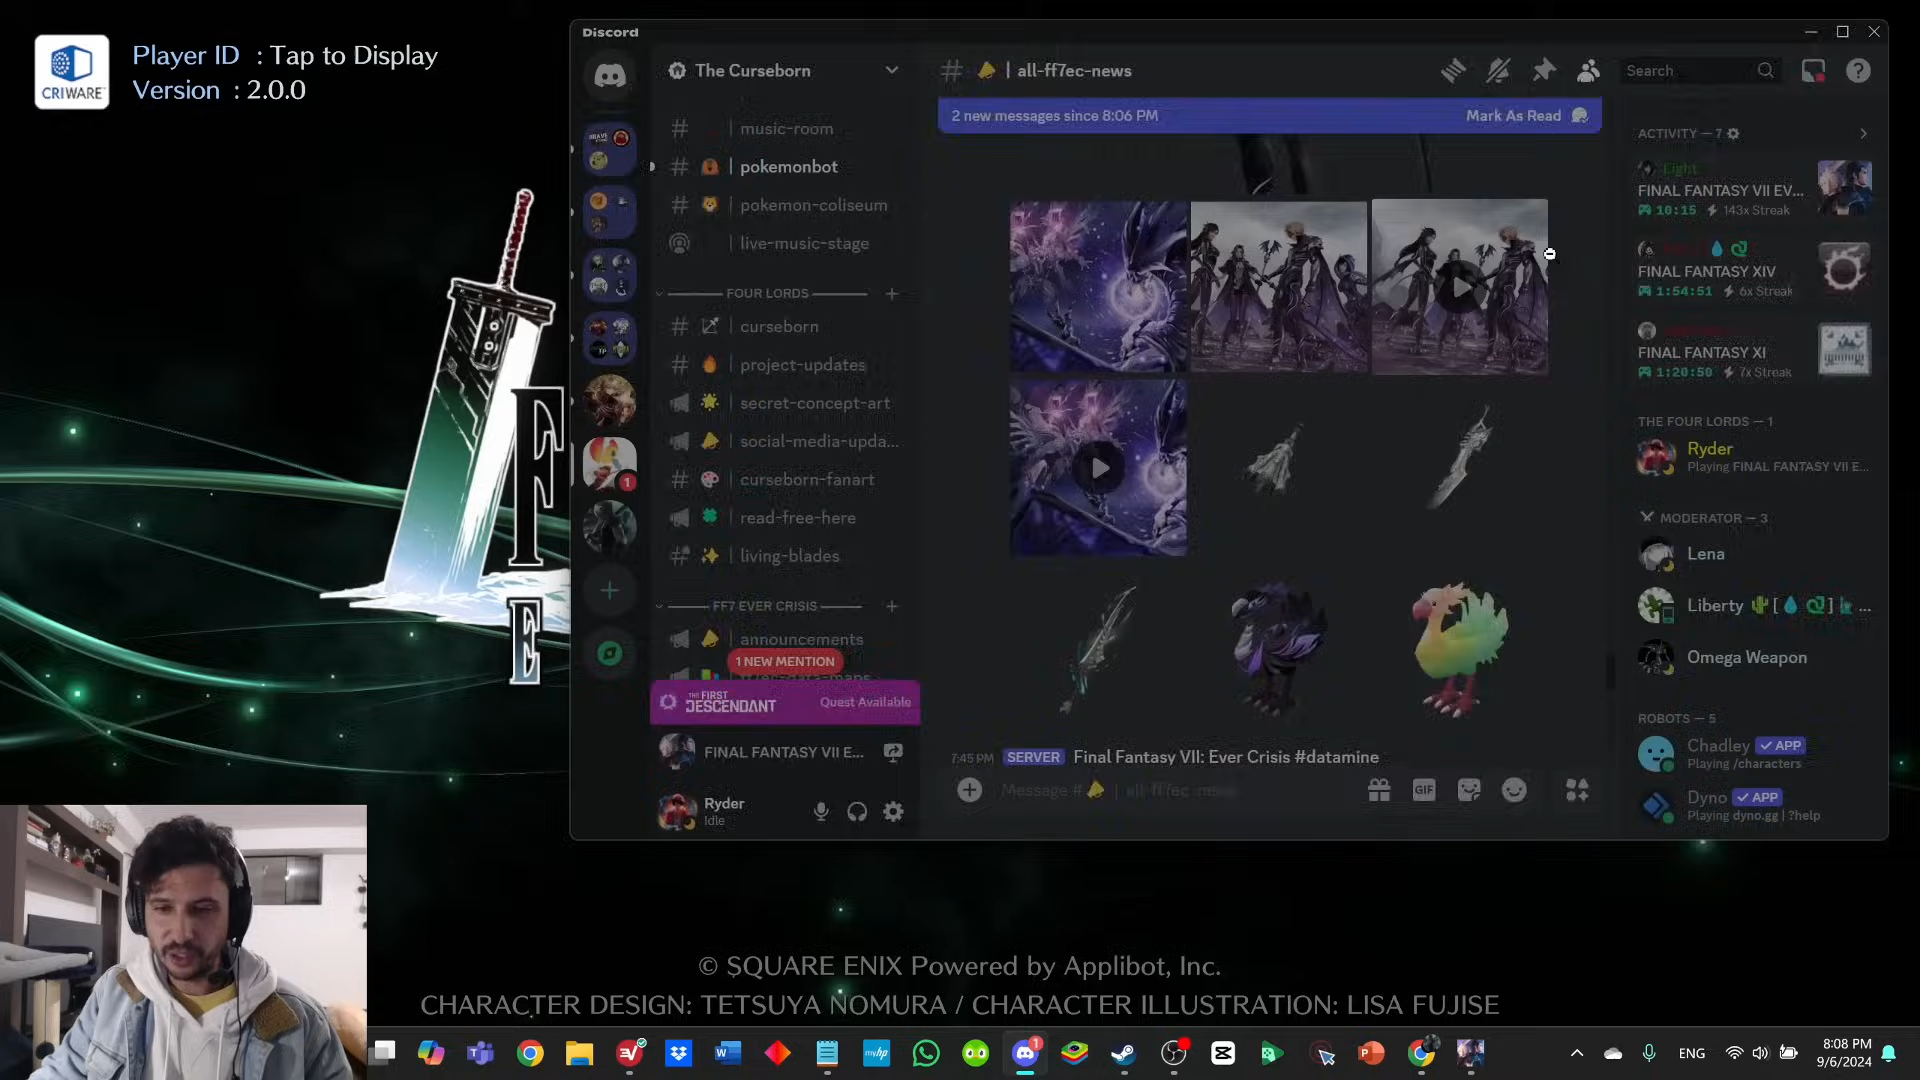 CRIWARE
Player ID : Tap to Display
Version : 2.0.0
F
E
Discord
The Curseborn
# | music-room
# | pokemonbot
# | pokemon-coliseum
live-music-stage
FOUR LORDS
# | curseborn
# | project-updates
| secret-concept-art
| social-media-upda...
# | curseborn-fanart
| read-free-here
# | living-blades
FF7 EVER CRISIS
| announcements
1 NEW MENTION
THE FIRST DESCENDANT Quest Available
FINAL FANTASY VII E...
Ryder
Idle
# | all-ff7ec-news
Search
2 new messages since 8:06 PM Mark As Read
7:45 PM SERVER Final Fantasy VII: Ever Crisis #datamine
Message # | all-ff7ec-news
GIF
ACTIVITY — 7
Light
FINAL FANTASY VII EV...
10:15 143x Streak
FINAL FANTASY XIV
1:54:51 6x Streak
FINAL FANTASY XI
1:20:50 7x Streak
THE FOUR LORDS — 1
Ryder
Playing FINAL FANTASY VII E...
MODERATOR — 3
Lena
Liberty [ ] ...
Omega Weapon
ROBOTS — 5
Chadley APP
Playing /characters
Dyno APP
Playing dyno.gg | ?help
© SQUARE ENIX Powered by Applibot, Inc.
CHARACTER DESIGN: TETSUYA NOMURA / CHARACTER ILLUSTRATION: LISA FUJISE
ENG
8:08 PM
9/6/2024